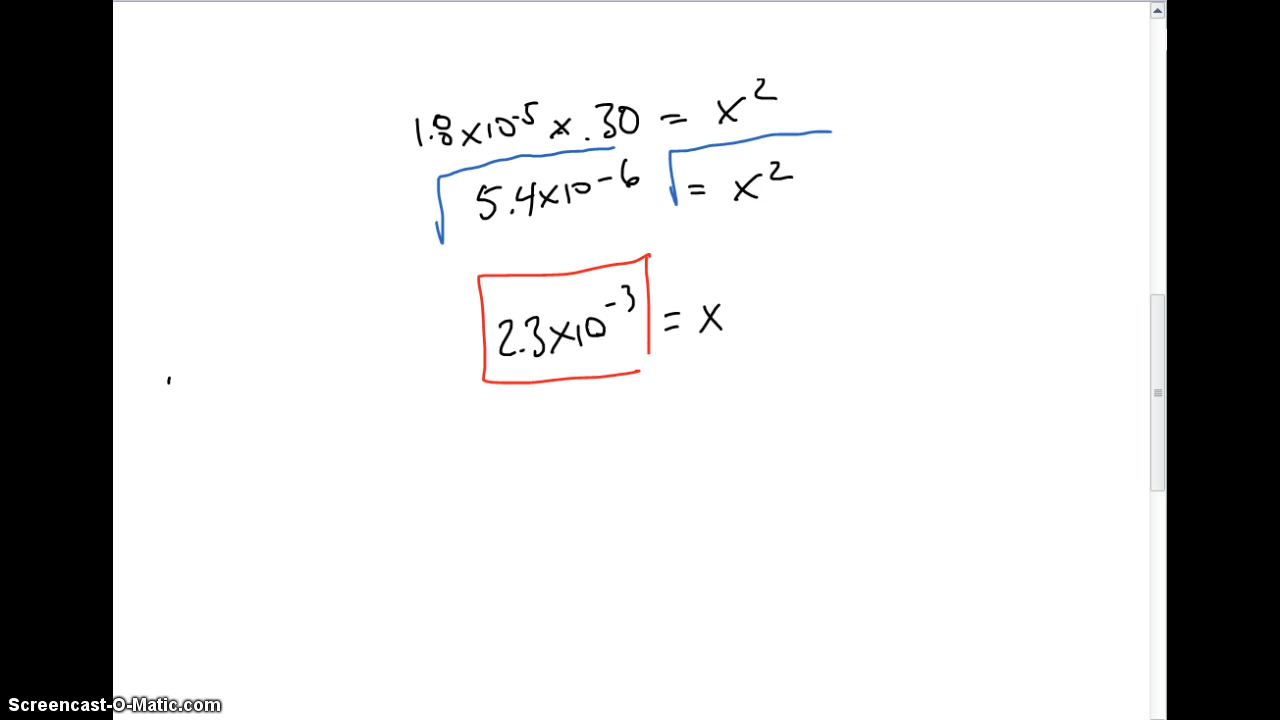 1.8x10⁻⁵ x .30 = x²
√5.4x10⁻⁶ √= x²
2.3x10⁻³ = x
Screencast-O-Matic.com